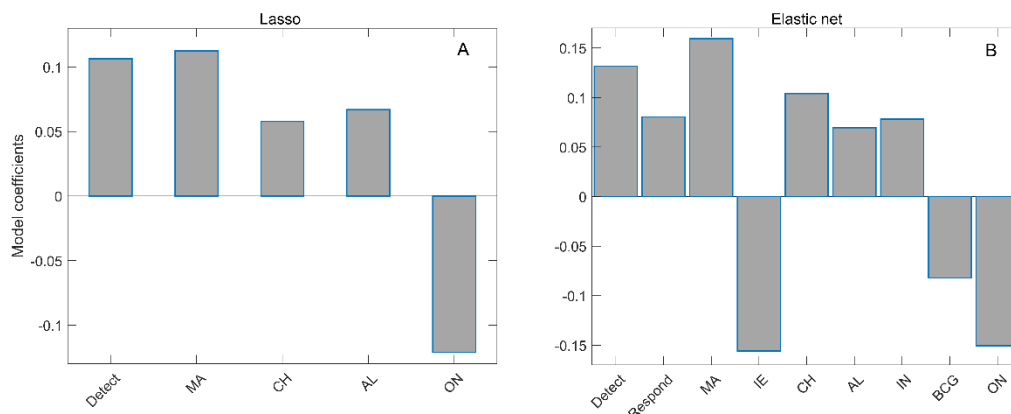 Lasso
A
Model coefficients
0.1
0.05
0
-0.05
-0.1
Detect
MA
CH
AL
ON
Elastic net
B
0.15
0.1
0.05
0
-0.05
-0.1
-0.15
Detect
Respond
MA
IE
CH
AL
IN
BCG
ON